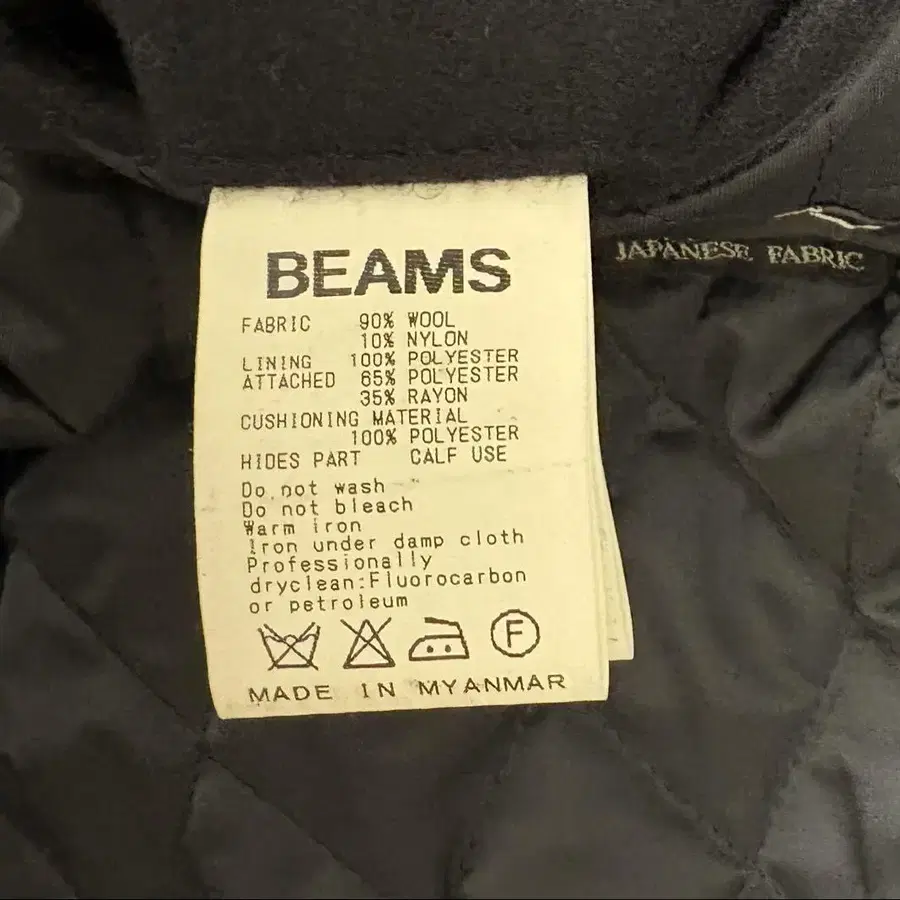 BEAMS
FABRIC 90% WOOL
10% NYLON
LINING 100% POLYESTER
ATTACHED 65% POLYESTER
35% RAYON
CUSHIONING MATERIAL
100% POLYESTER
HIDES PART CALF USE
Do not wash
Do not bleach
Warm iron
Iron under damp cloth
Professionally
dryclean:Fluorocarbon
or petroleum
F
MADE IN MYANMAR
JAPANESE FABRIC